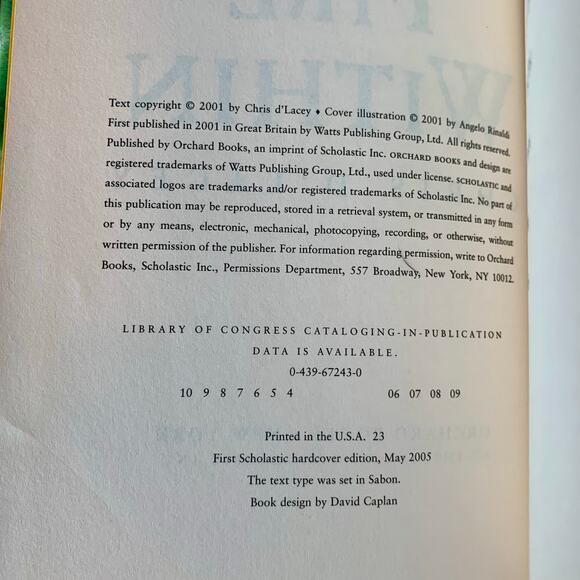 FIRE
WITHIN
Text copyright © 2001 by Chris d'Lacey ♦ Cover illustration © 2001 by Angelo Rinaldi
First published in 2001 in Great Britain by Watts Publishing Group, Ltd. All rights reserved.
Published by Orchard Books, an imprint of Scholastic Inc. ORCHARD BOOKS and design are
registered trademarks of Watts Publishing Group, Ltd., used under license. SCHOLASTIC and
associated logos are trademarks and/or registered trademarks of Scholastic Inc. No part of
this publication may be reproduced, stored in a retrieval system, or transmitted in any form
or by any means, electronic, mechanical, photocopying, recording, or otherwise, without
written permission of the publisher. For information regarding permission, write to Orchard
Books, Scholastic Inc., Permissions Department, 557 Broadway, New York, NY 10012.
LIBRARY OF CONGRESS CATALOGING-IN-PUBLICATION
DATA IS AVAILABLE.
0-439-67243-0
10 9 8 7 6 5 4 06 07 08 09
Printed in the U.S.A. 23
First Scholastic hardcover edition, May 2005
The text type was set in Sabon.
Book design by David Caplan